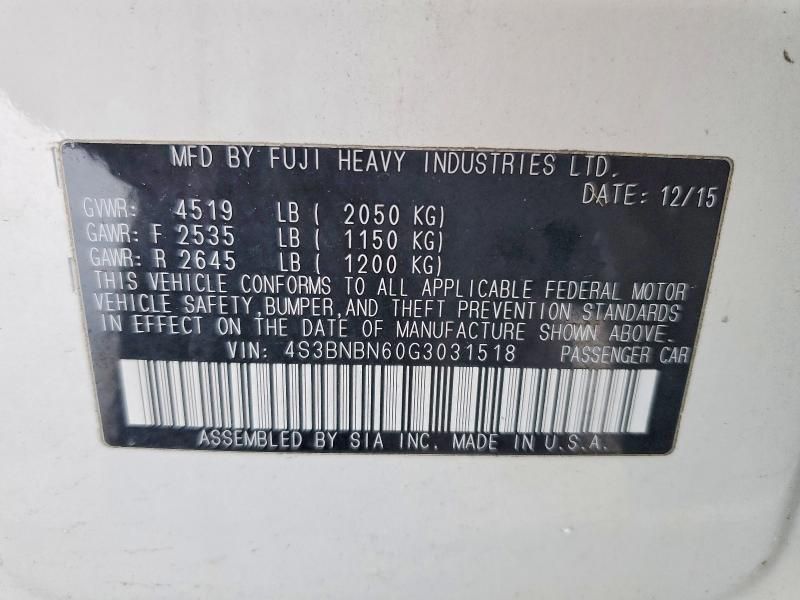 MFD BY FUJI HEAVY INDUSTRIES LTD.
DATE: 12/15
GVWR: 4519 LB ( 2050 KG)
GAWR: F 2535 LB ( 1150 KG)
GAWR: R 2645 LB ( 1200 KG)
THIS VEHICLE CONFORMS TO ALL APPLICABLE FEDERAL MOTOR
VEHICLE SAFETY,BUMPER,AND THEFT PREVENTION STANDARDS
IN EFFECT ON THE DATE OF MANUFACTURE SHOWN ABOVE.
VIN: 4S3BNBN60G3031518 PASSENGER CAR
ASSEMBLED BY SIA INC. MADE IN U.S.A.